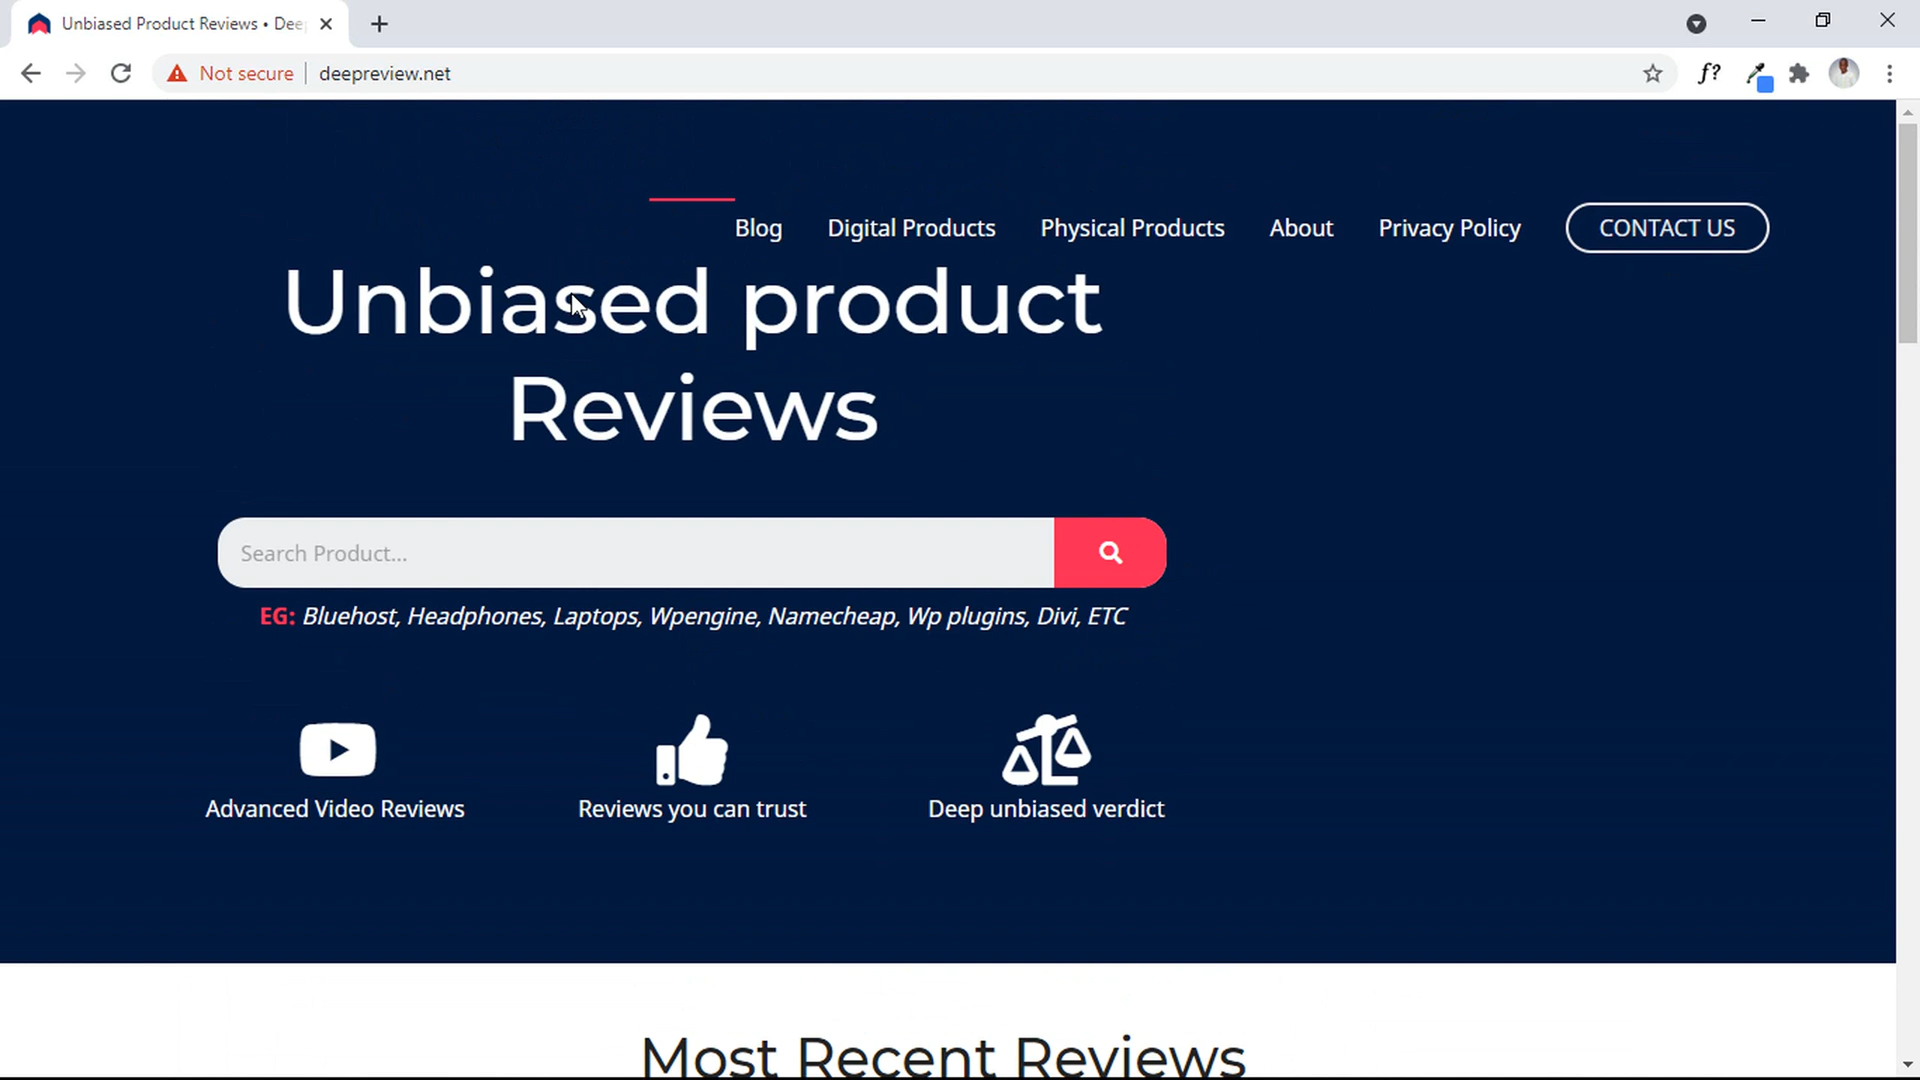 Unbiased Product Reviews • Dee
Not secure
deepreview.net
f?
Blog
Digital Products
Physical Products
About
Privacy Policy
CONTACT US
Unbiased product
Reviews
Search Product...
EG: Bluehost, Headphones, Laptops, Wpengine, Namecheap, Wp plugins, Divi, ETC
Advanced Video Reviews
Reviews you can trust
Deep unbiased verdict
Most Recent Reviews